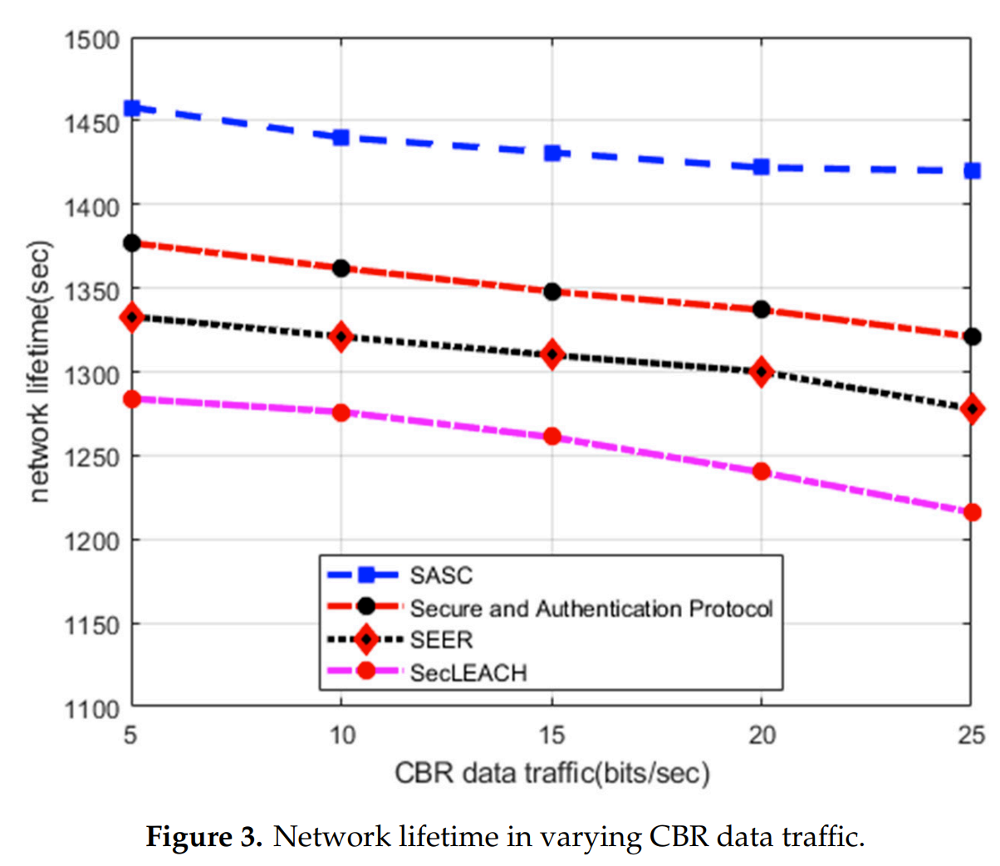 1500
1450
1400
1350
1300
1250
1200
1150
1100
network lifetime(sec)
SASC
Secure and Authentication Protocol
SEER
SecLEACH
5 10 15 20 25
CBR data traffic(bits/sec)
Figure 3. Network lifetime in varying CBR data traffic.